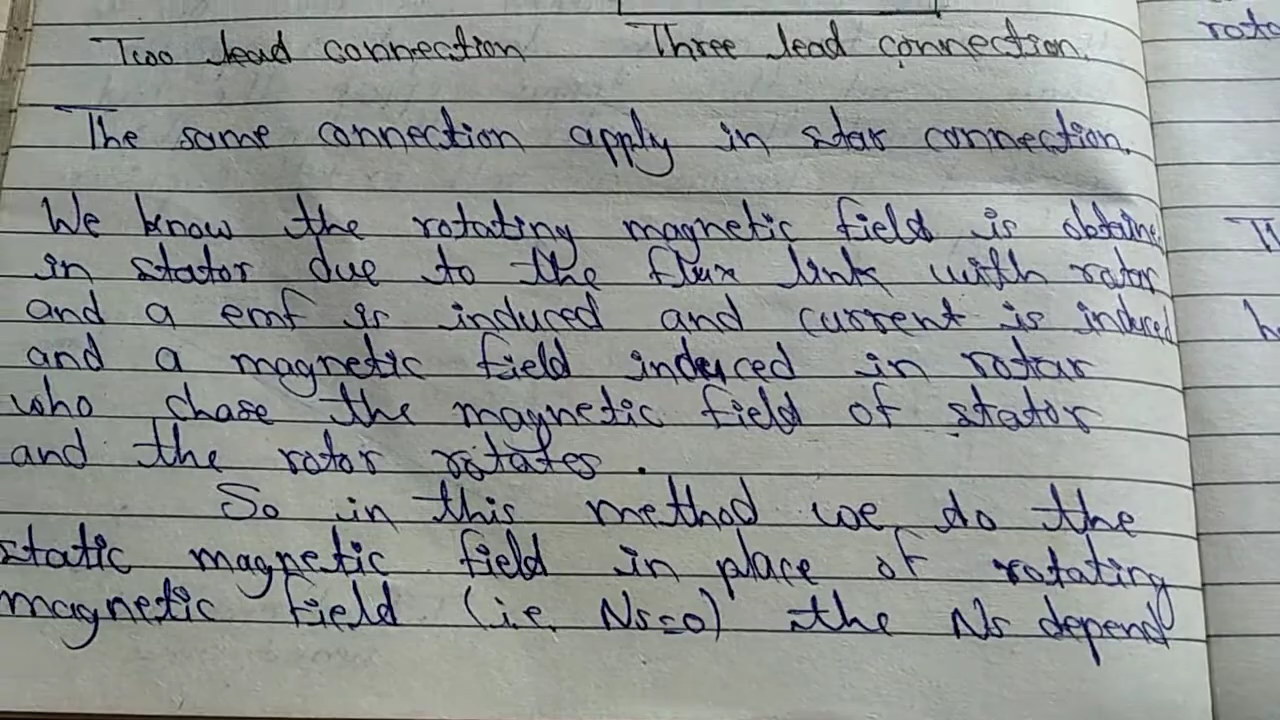 Two lead connection Three lead connection.
The same connection apply in star connection.
We know the rotating magnetic field is obtaine
in stator due to the flux link with rotor
and a emf is induced and current is induced
and a magnetic field induced in rotar
who chase the magnetic field of stator
and the rotor rotates.
So in this method we do the
static magnetic field in place of rotating
magnetic field (i.e. Ns=0) the Ns depend